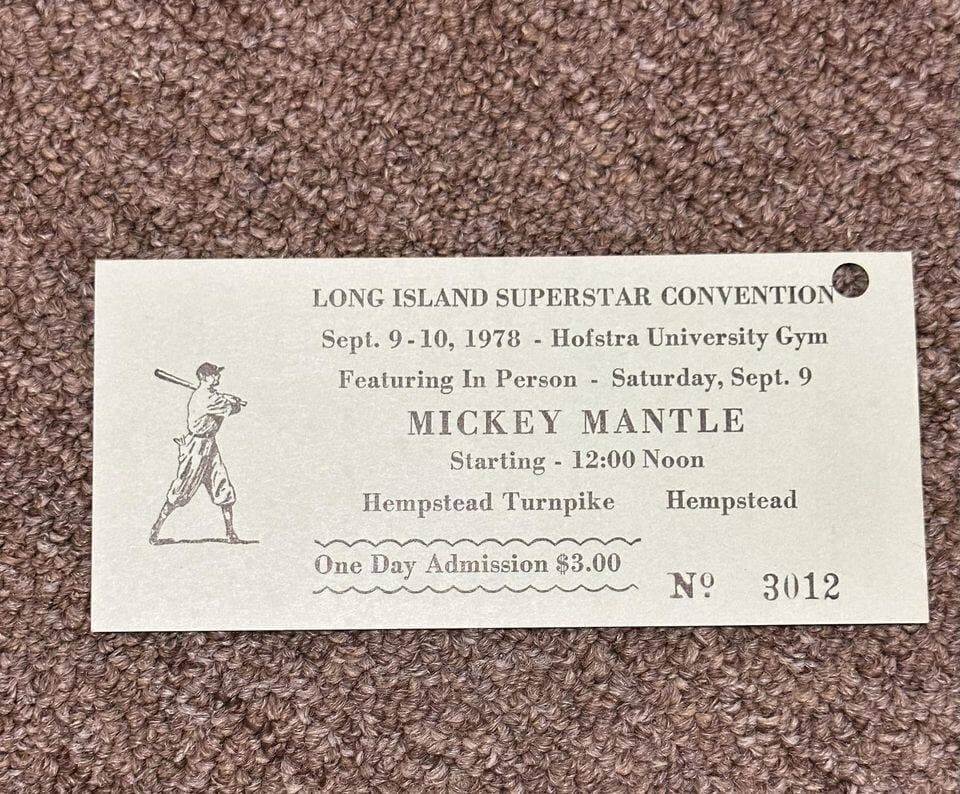 LONG ISLAND SUPERSTAR CONVENTION
Sept. 9-10, 1978 - Hofstra University Gym
Featuring In Person - Saturday, Sept. 9
MICKEY MANTLE
Starting - 12:00 Noon
Hempstead Turnpike Hempstead
One Day Admission $3.00
Nº 3012